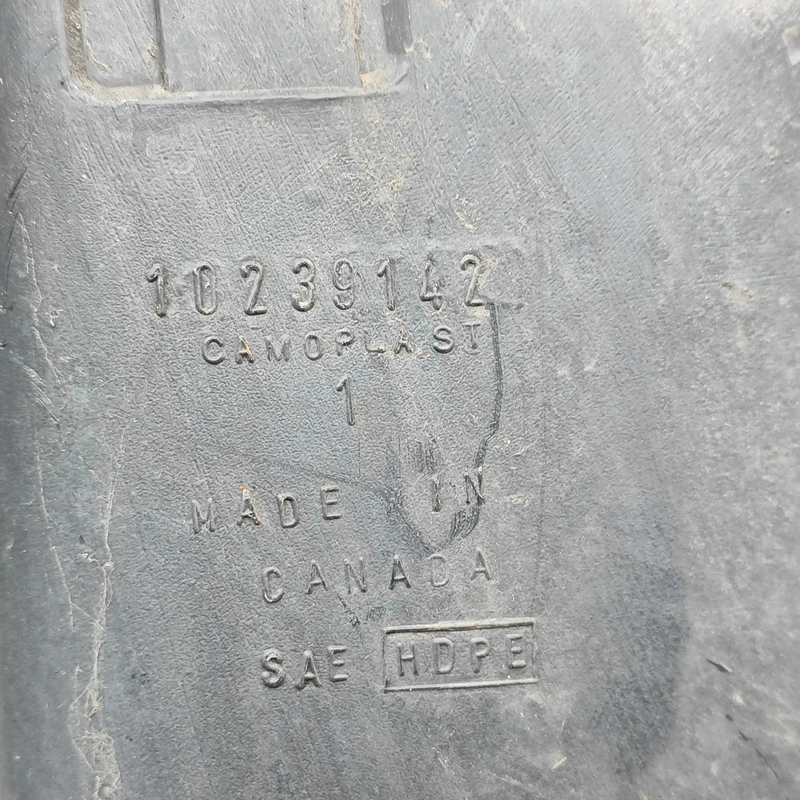 10239142
CAMOPLAST
1
MADE IN
CANADA
SAE HDPE